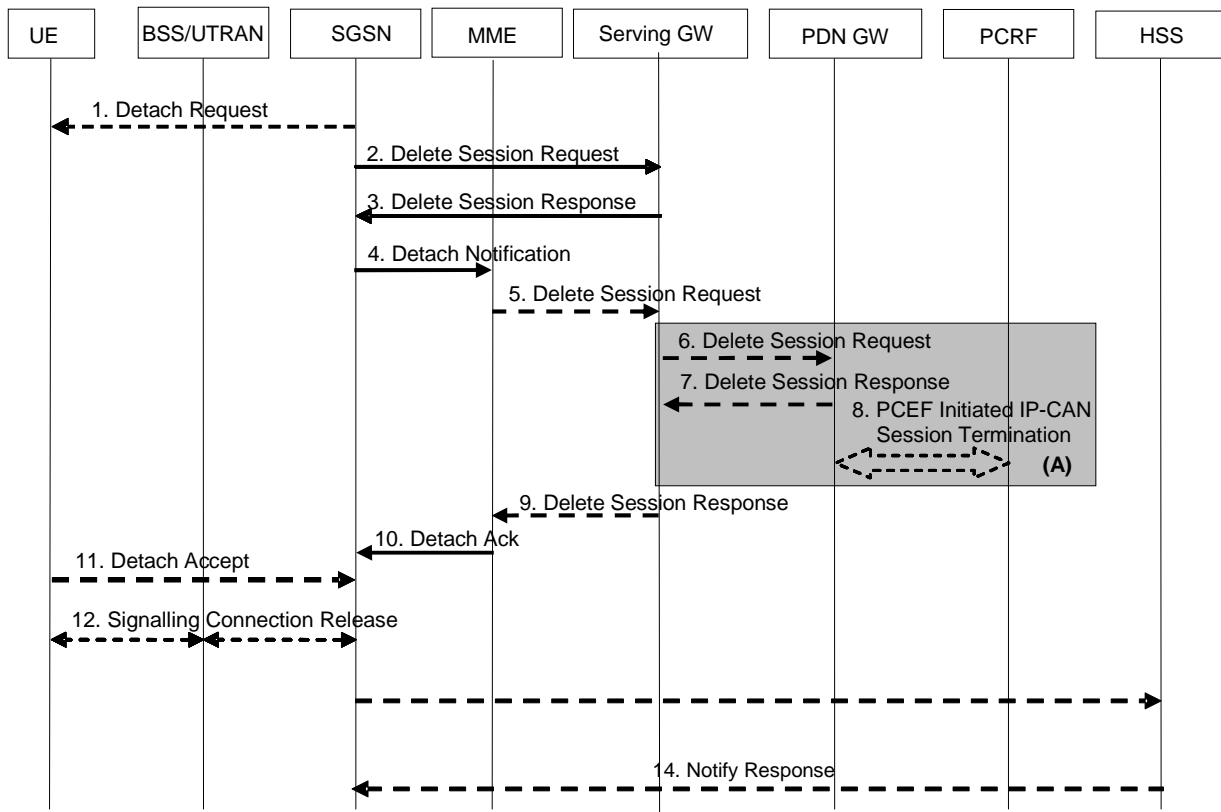 UE
BSS/UTRAN
SGSN
MME
Serving GW
PDN GW
PCRF
HSS
1. Detach Request
2. Delete Session Request
3. Delete Session Response
4. Detach Notification
5. Delete Session Request
6. Delete Session Request
7. Delete Session Response
8. PCEF Initiated IP-CAN
Session Termination
(A)
9. Delete Session Response
10. Detach Ack
11. Detach Accept
12. Signalling Connection Release
14. Notify Response